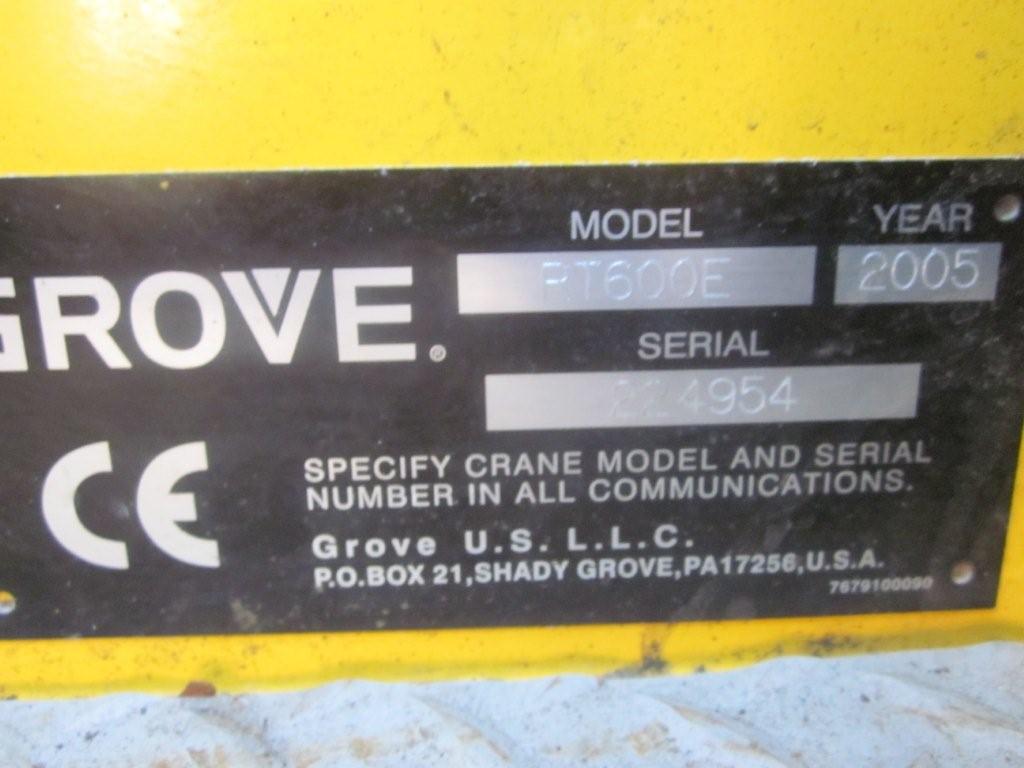 GROVE®
CE
MODEL YEAR
RT600E 2005
SERIAL
224954
SPECIFY CRANE MODEL AND SERIAL
NUMBER IN ALL COMMUNICATIONS.
Grove U.S. L.L.C.
P.O.BOX 21,SHADY GROVE,PA17256,U.S.A.
7679100090